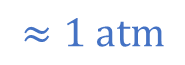 ≈ 1 atm